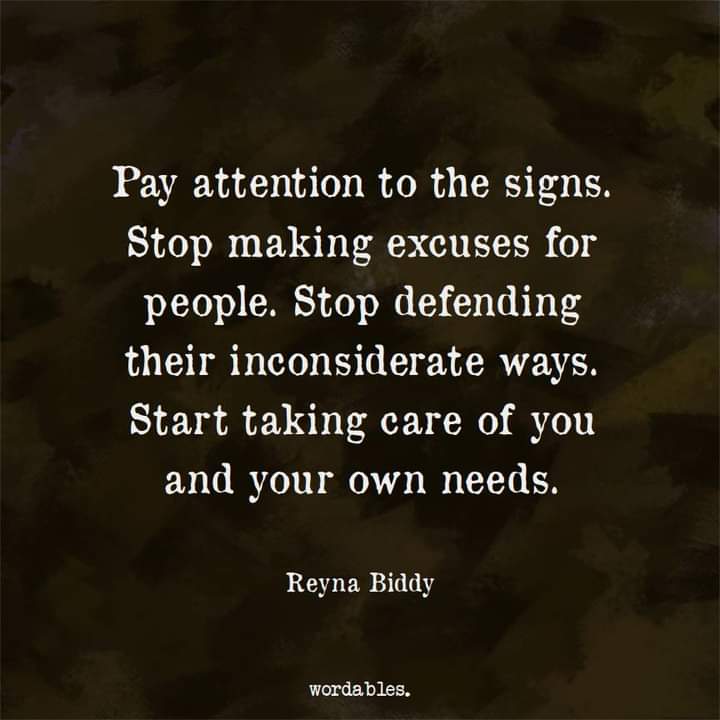 Pay attention to the signs.
Stop making excuses for
people. Stop defending
their inconsiderate ways.
Start taking care of you
and your own needs.
Reyna Biddy
wordables.